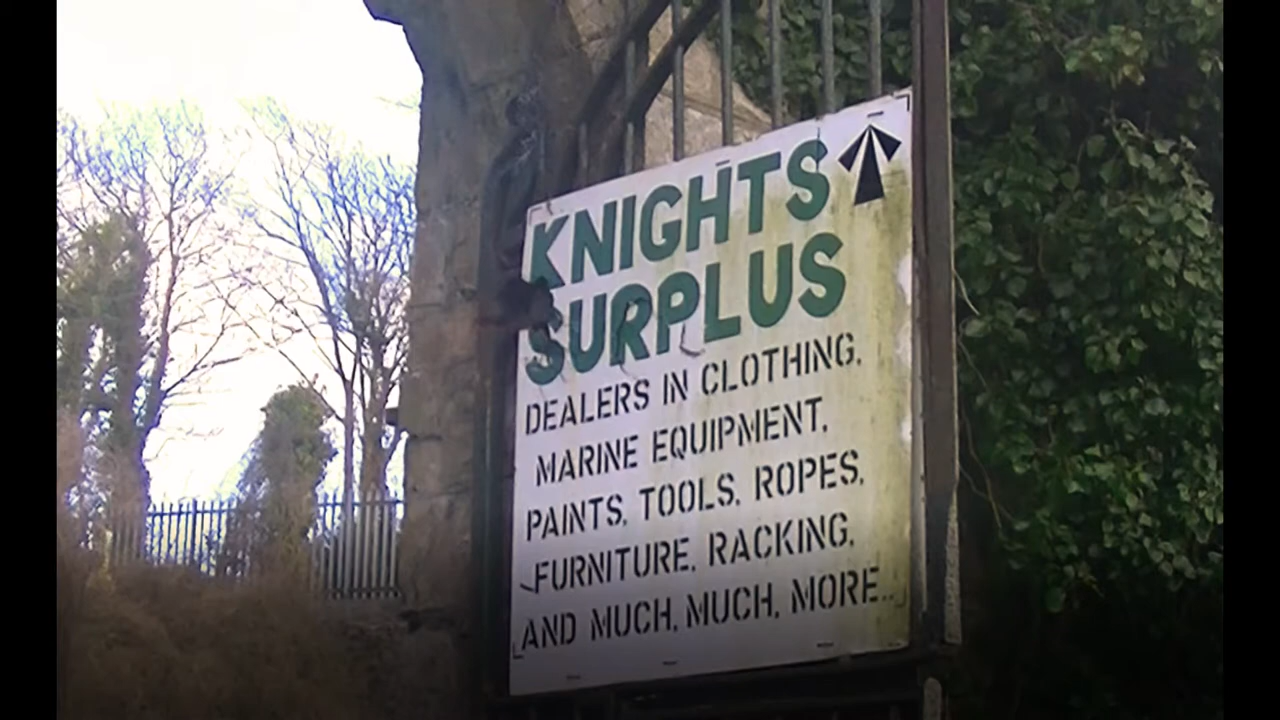 KNIGHTS
SURPLUS
DEALERS IN CLOTHING,
MARINE EQUIPMENT,
PAINTS, TOOLS, ROPES,
FURNITURE, RACKING,
AND MUCH, MUCH, MORE..